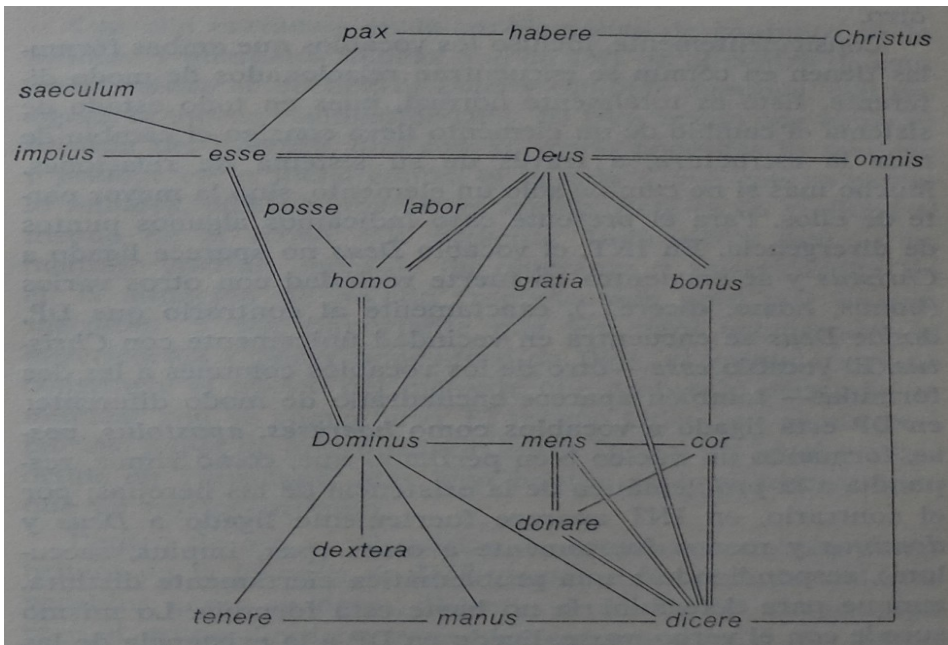 pax habere Christus
saeculum
impius esse Deus omnis
posse labor
homo gratia bonus
Dominus mens cor
donare
dextera
tenere manus dicere